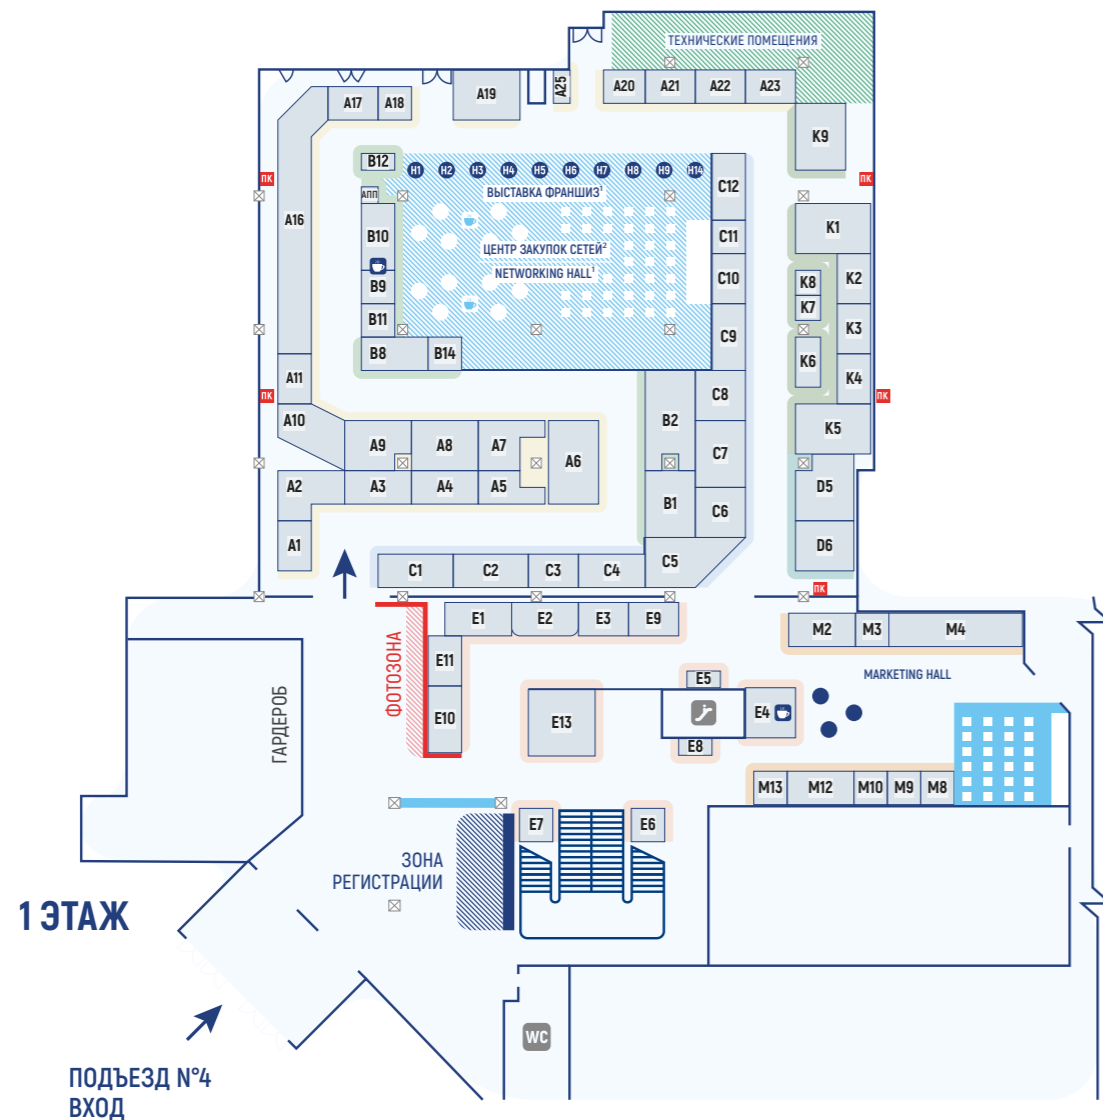 ТЕХНИЧЕСКИЕ ПОМЕЩЕНИЯ
A17
A18
A19
A25
A20
A21
A22
A23
K9
B12
H1
H2
H3
H4
H5
H6
H7
H8
H9
H14
C12
ПК
ПК
АПП
ВЫСТАВКА ФРАНШИЗ¹
A16
B10
ЦЕНТР ЗАКУПОК СЕТЕЙ²
NETWORKING HALL¹
C11
K1
C10
K8
K2
B9
K7
B11
C9
K3
B8
B14
K6
A11
K4
ПК
ПК
C8
A10
B2
K5
A9
A8
A7
A6
C7
A2
A3
A4
A5
D5
B1
C6
A1
D6
C1
C2
C3
C4
C5
ПК
E1
E2
E3
E9
M2
M3
M4
ФОТОЗОНА
E11
MARKETING HALL
E5
E10
E13
E4
E8
ГАРДЕРОБ
M13
M12
M10
M9
M8
E7
E6
ЗОНА
РЕГИСТРАЦИИ
1 ЭТАЖ
WC
ПОДЪЕЗД №4
ВХОД